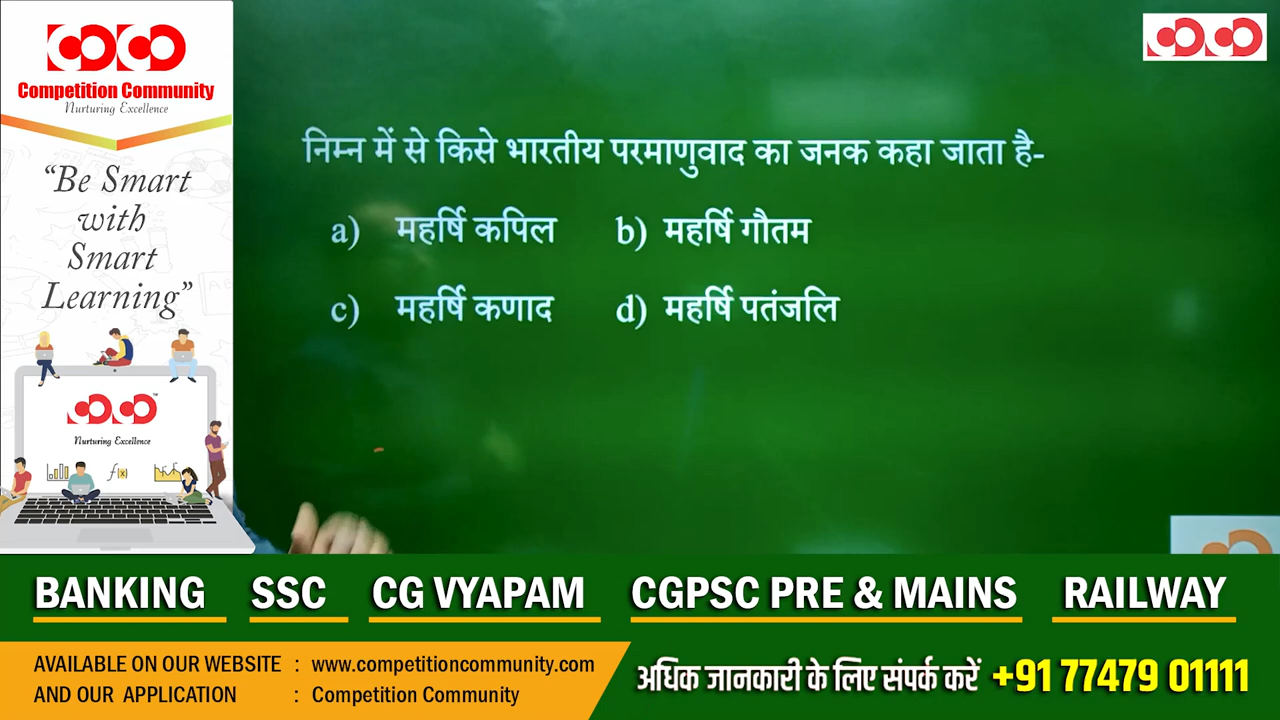 Competition Community
Nurturing Excellence
“Be Smart
with
Smart
Learning”
Nurturing Excellence
f(x)
निम्न में से किसे भारतीय परमाणुवाद का जनक कहा जाता है-
a) महर्षि कपिल b) महर्षि गौतम
c) महर्षि कणाद d) महर्षि पतंजलि
BANKING SSC CG VYAPAM CGPSC PRE & MAINS RAILWAY
AVAILABLE ON OUR WEBSITE : www.competitioncommunity.com
AND OUR APPLICATION : Competition Community
अधिक जानकारी के लिए संपर्क करें +91 77479 01111